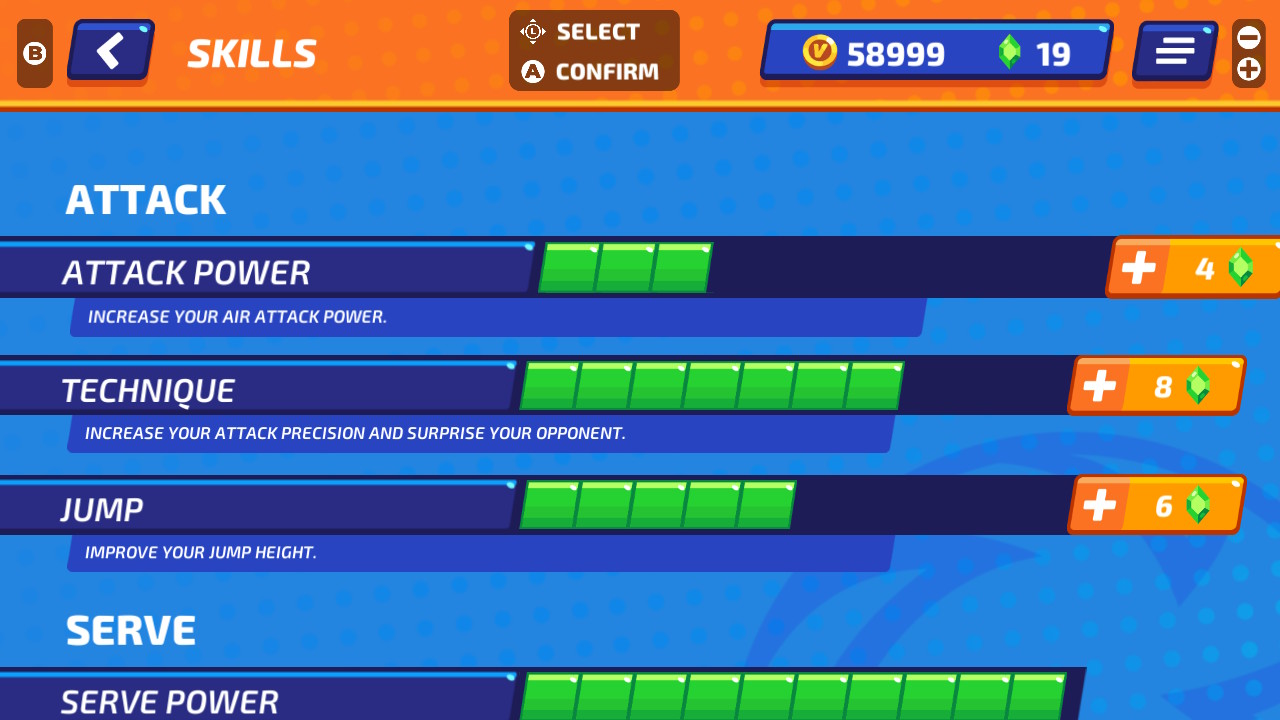 B
SKILLS
L SELECT
A CONFIRM
V 58999 19
ATTACK
ATTACK POWER
+ 4
INCREASE YOUR AIR ATTACK POWER.
TECHNIQUE
+ 8
INCREASE YOUR ATTACK PRECISION AND SURPRISE YOUR OPPONENT.
JUMP
+ 6
IMPROVE YOUR JUMP HEIGHT.
SERVE
SERVE POWER